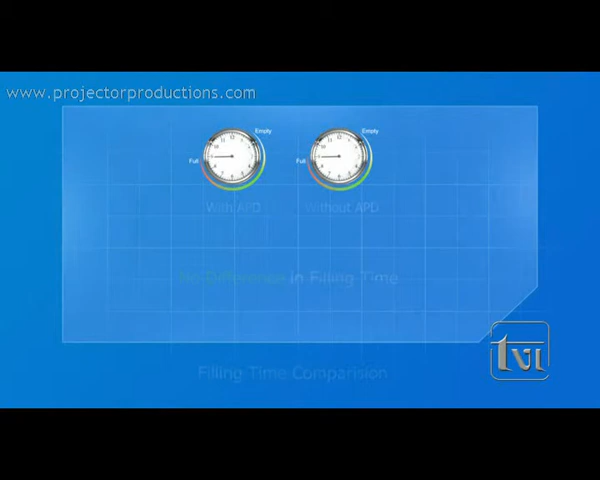 www.projectorproductions.com
Empty Empty
Full Full
With APD Without APD
No Difference in Filling Time
tvi
Filling Time Comparision